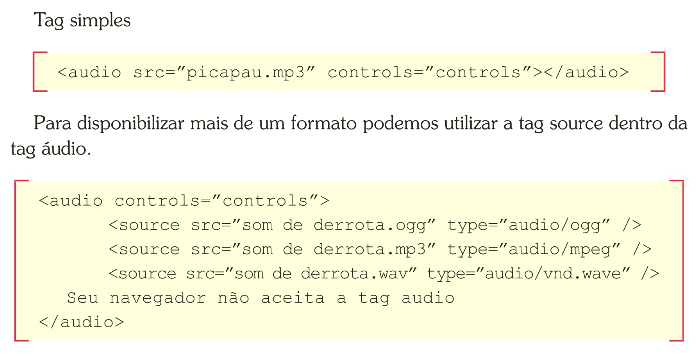 Tag simples
<audio src=”picapau.mp3” controls=”controls”></audio>
Para disponibilizar mais de um formato podemos utilizar a tag source dentro da
tag áudio.
<audio controls=”controls”>
<source src=”som de derrota.ogg” type=”audio/ogg” />
<source src=”som de derrota.mp3” type=”audio/mpeg” />
<source src=”som de derrota.wav” type=”audio/vnd.wave” />
Seu navegador não aceita a tag audio
</audio>